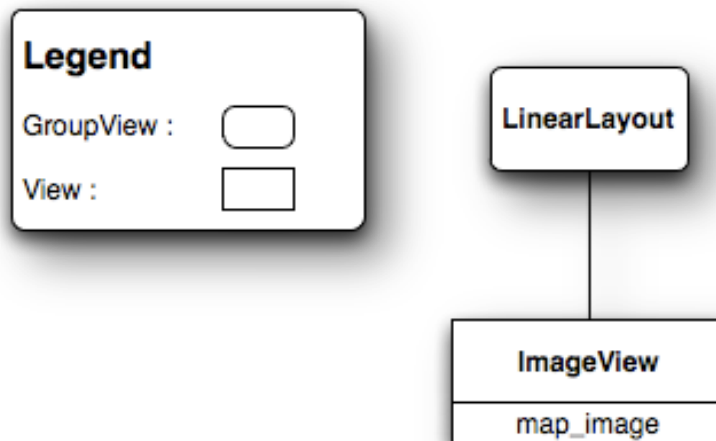 Legend
GroupView :
View :
LinearLayout
ImageView
map_image